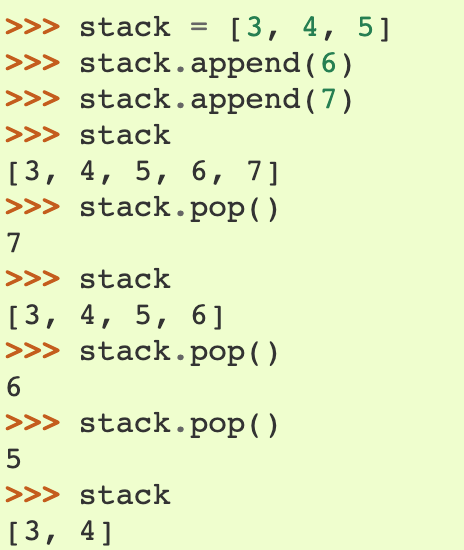 >>> stack = [3, 4, 5]
>>> stack.append(6)
>>> stack.append(7)
>>> stack
[3, 4, 5, 6, 7]
>>> stack.pop()
7
>>> stack
[3, 4, 5, 6]
>>> stack.pop()
6
>>> stack.pop()
5
>>> stack
[3, 4]